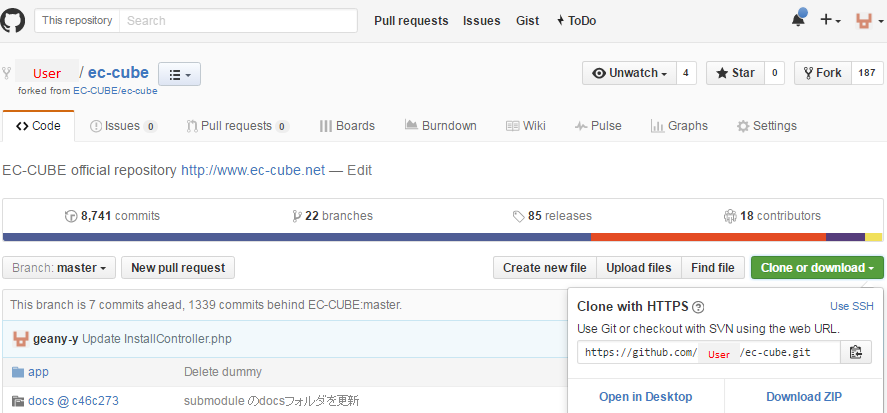 This repository Search Pull requests Issues Gist ToDo
User / ec-cube Unwatch 4 Star 0 Fork 187
forked from EC-CUBE/ec-cube
Code Issues 0 Pull requests 0 Boards Burndown Wiki Pulse Graphs Settings
EC-CUBE official repository http://www.ec-cube.net — Edit
8,741 commits 22 branches 85 releases 18 contributors
Branch: master New pull request Create new file Upload files Find file Clone or download
This branch is 7 commits ahead, 1339 commits behind EC-CUBE:master.
Clone with HTTPS ? Use SSH
geany-y Update InstallController.php
Use Git or checkout with SVN using the web URL.
https://github.com/ User /ec-cube.git
app Delete dummy
docs @ c46c273 submodule のdocsフォルダを更新
Open in Desktop Download ZIP